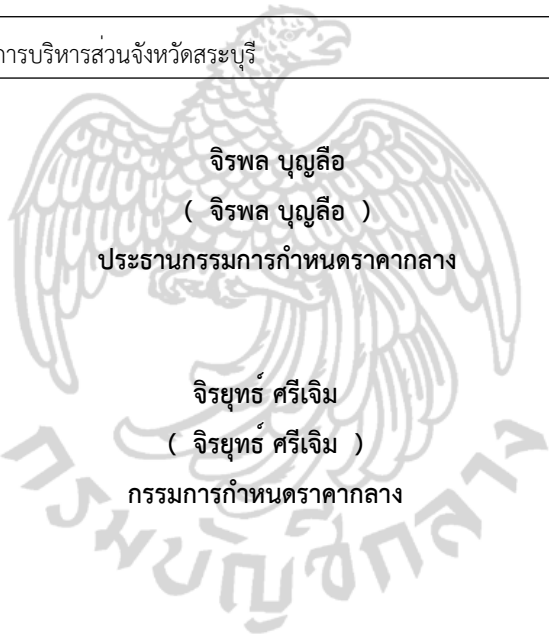 การบริหารส่วนจังหวัดสระบุรี
จิรพล บุญลือ
( จิรพล บุญลือ )
ประธานกรรมการกำหนดราคากลาง
จิรยุทธ์ ศรีเจิม
( จิรยุทธ์ ศรีเจิม )
กรรมการกำหนดราคากลาง
กรมบัญชีกลาง